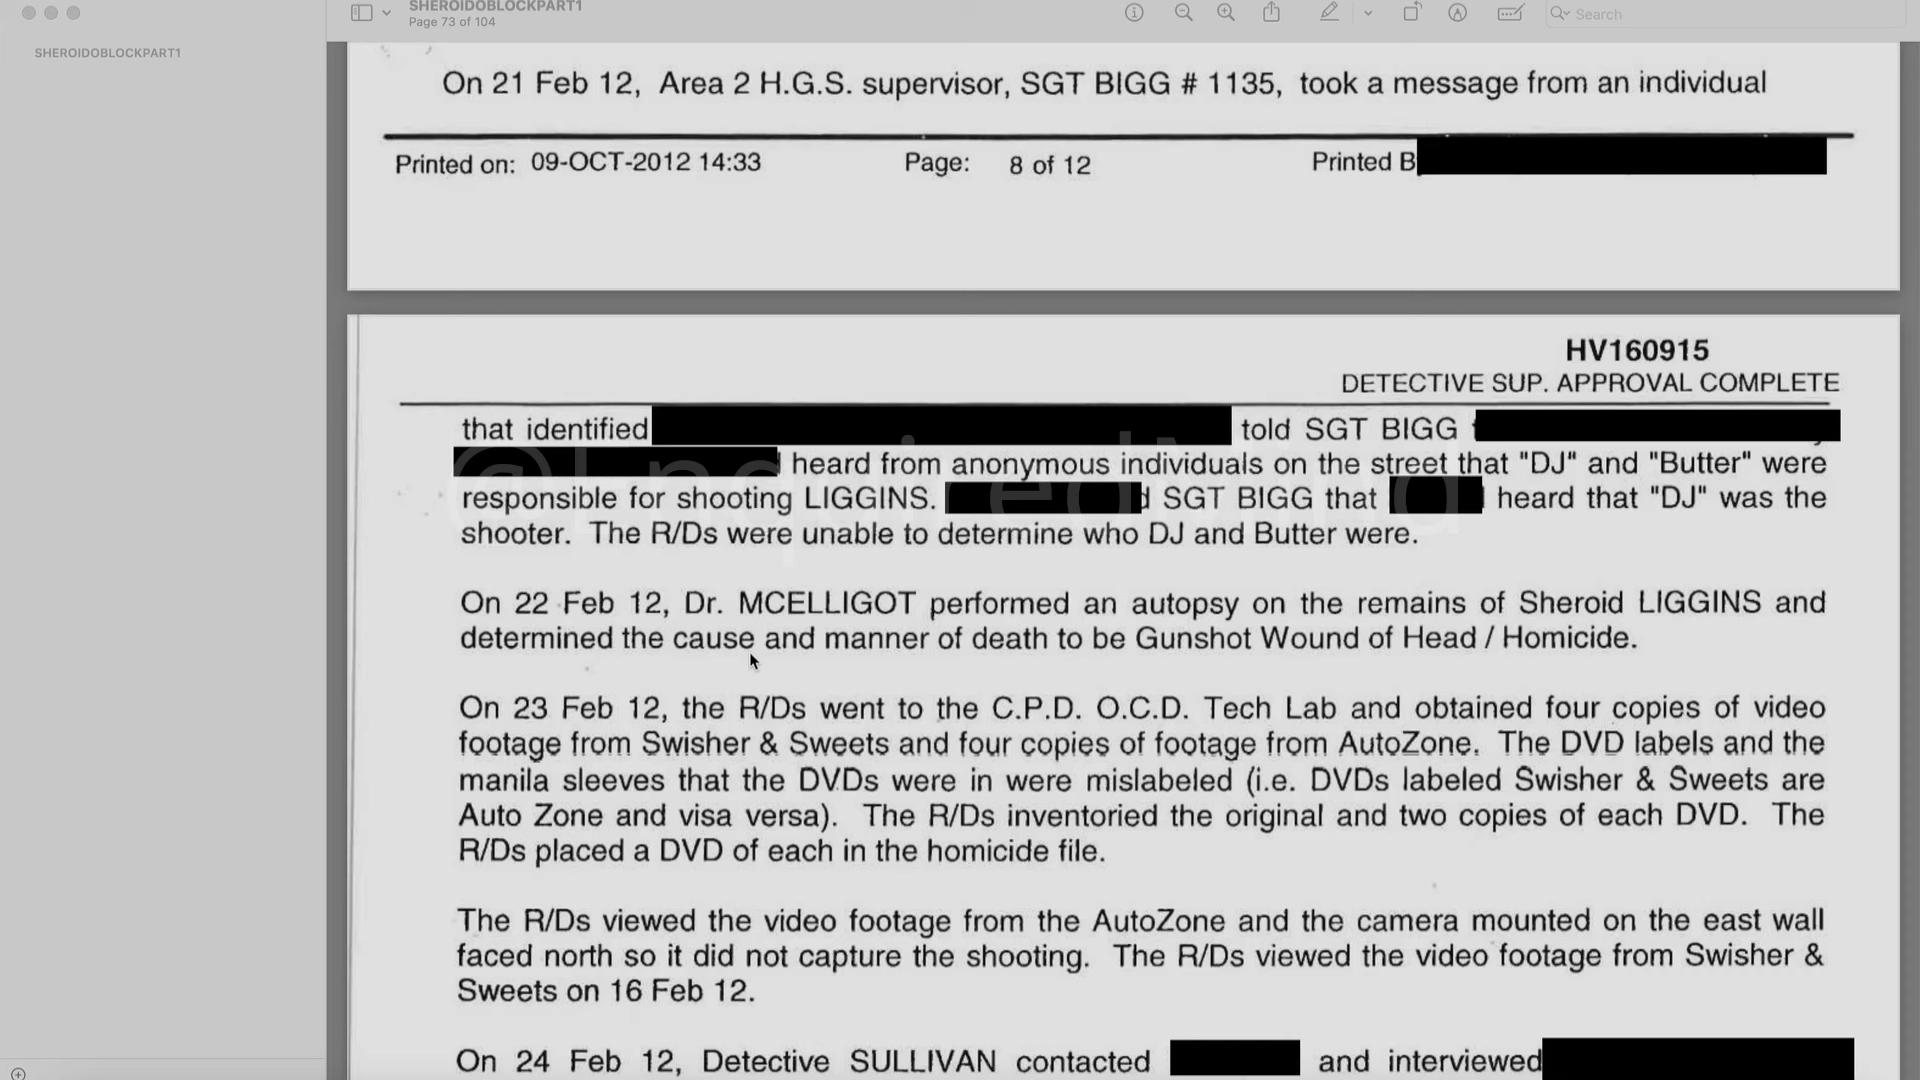 SHEROIDOBLOCKPART1
Page 73 of 104
Search
SHEROIDOBLOCKPART1
On 21 Feb 12, Area 2 H.G.S. supervisor, SGT BIGG # 1135, took a message from an individual
Printed on: 09-OCT-2012 14:33 Page: 8 of 12 Printed B
HV160915
DETECTIVE SUP. APPROVAL COMPLETE
that identified told SGT BIGG
heard from anonymous individuals on the street that "DJ" and "Butter" were
responsible for shooting LIGGINS. SGT BIGG that heard that "DJ" was the
shooter. The R/Ds were unable to determine who DJ and Butter were.
On 22 Feb 12, Dr. MCELLIGOT performed an autopsy on the remains of Sheroid LIGGINS and
determined the cause and manner of death to be Gunshot Wound of Head / Homicide.
On 23 Feb 12, the R/Ds went to the C.P.D. O.C.D. Tech Lab and obtained four copies of video
footage from Swisher & Sweets and four copies of footage from AutoZone. The DVD labels and the
manila sleeves that the DVDs were in were mislabeled (i.e. DVDs labeled Swisher & Sweets are
Auto Zone and visa versa). The R/Ds inventoried the original and two copies of each DVD. The
R/Ds placed a DVD of each in the homicide file.
The R/Ds viewed the video footage from the AutoZone and the camera mounted on the east wall
faced north so it did not capture the shooting. The R/Ds viewed the video footage from Swisher &
Sweets on 16 Feb 12.
On 24 Feb 12, Detective SULLIVAN contacted and interviewed